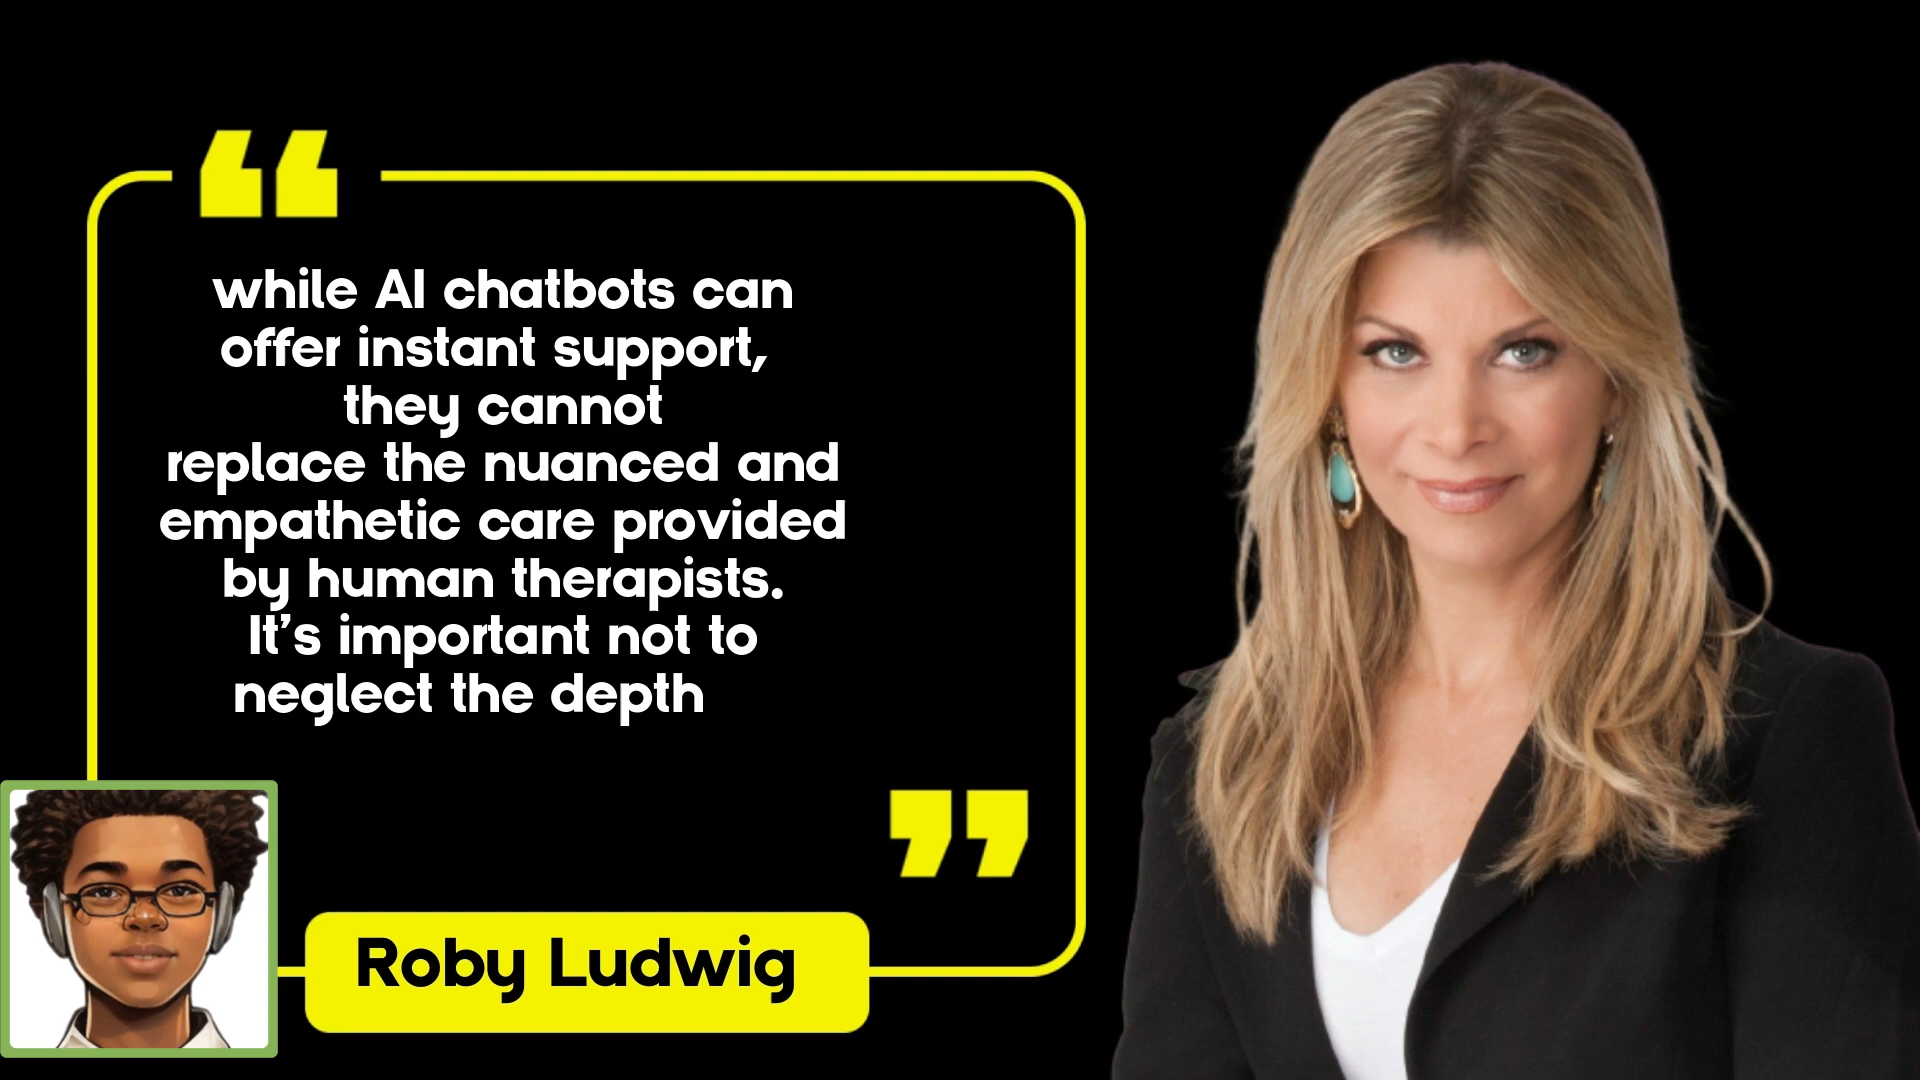 while AI chatbots can
offer instant support,
they cannot
replace the nuanced and
empathetic care provided
by human therapists.
It’s important not to
neglect the depth
Roby Ludwig